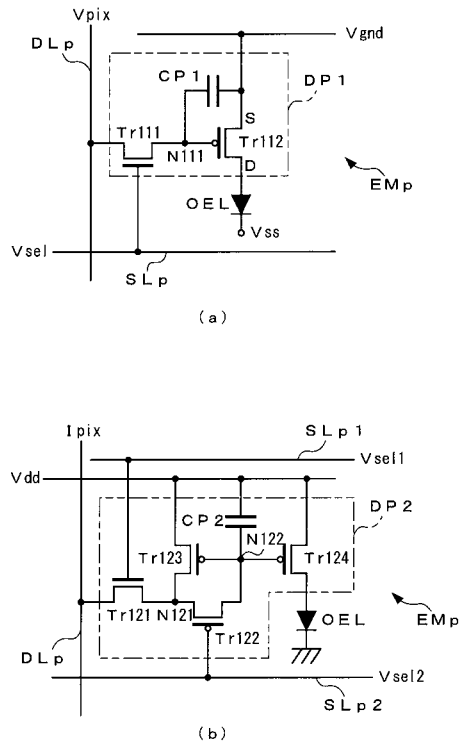 Vpix
DLp
Vgnd
CP1
DP1
S
Tr111
N111
Tr112
D
EMp
OEL
Vss
Vsel
SLp
(a)
Ipix
SLp1
Vsel1
Vdd
DP2
CP2
N122
Tr123
Tr124
Tr121
N121
Tr122
OEL
EMp
DLp
Vsel2
SLp2
(b)